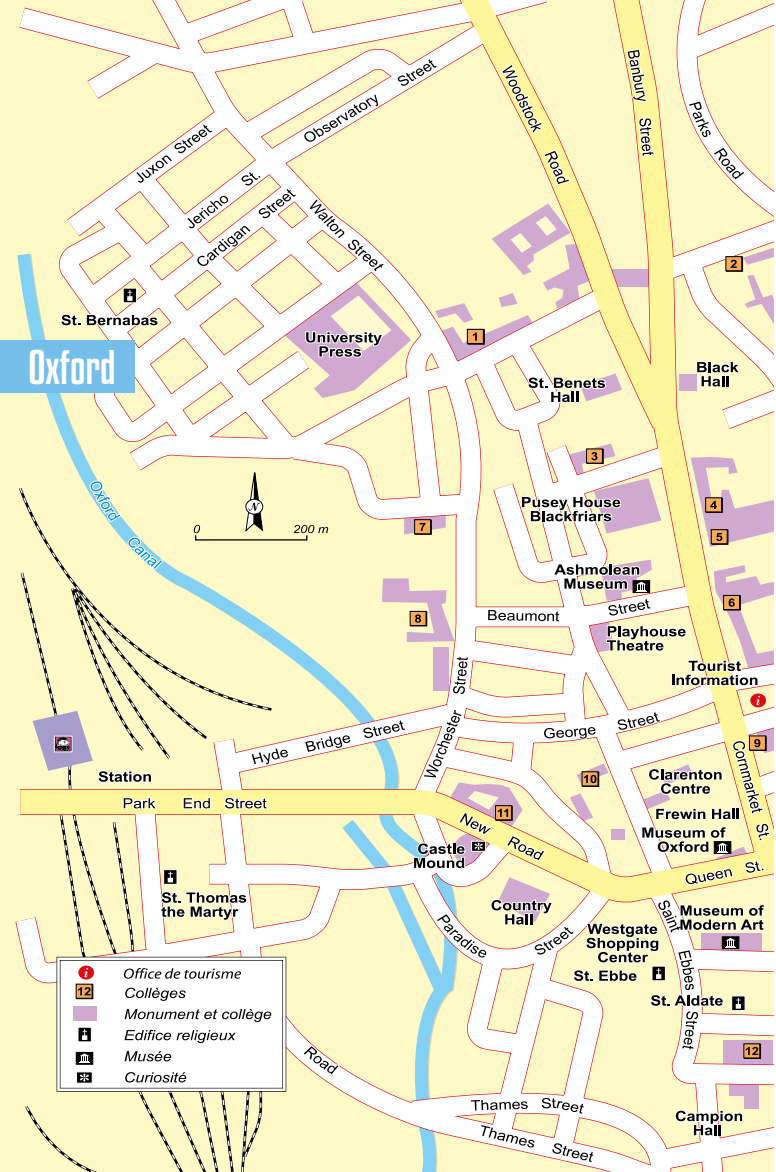 Woodstock
Road
Banbury
Street
Parks
Road
Observatory Street
Juxon Street
Jericho St.
Cardigan Street
Walton Street
2
St. Bernabas
University
Press
1
Oxford
Black
Hall
St. Benets
Hall
3
Pusey House
Blackfriars
4
5
Oxford
Canal
N
0
200 m
7
Ashmolean
Museum
6
8
Beaumont
Street
Playhouse
Theatre
Tourist
Information
i
Worchester Street
Hyde Bridge Street
George Street
9
Cornmarket St.
Station
10
Clarenton
Centre
Park End Street
11
New Road
Frewin Hall
Museum of
Oxford
Castle
Mound
Queen St.
St. Thomas
the Martyr
Country
Hall
Paradise
Street
Saint Ebbes Street
Museum of
Modern Art
Westgate
Shopping
Center
St. Ebbe
St. Aldate
i Office de tourisme
12 Collèges
Monument et collège
Edifice religieux
Musée
Curiosité
Road
12
Thames Street
Thames Street
Campion
Hall